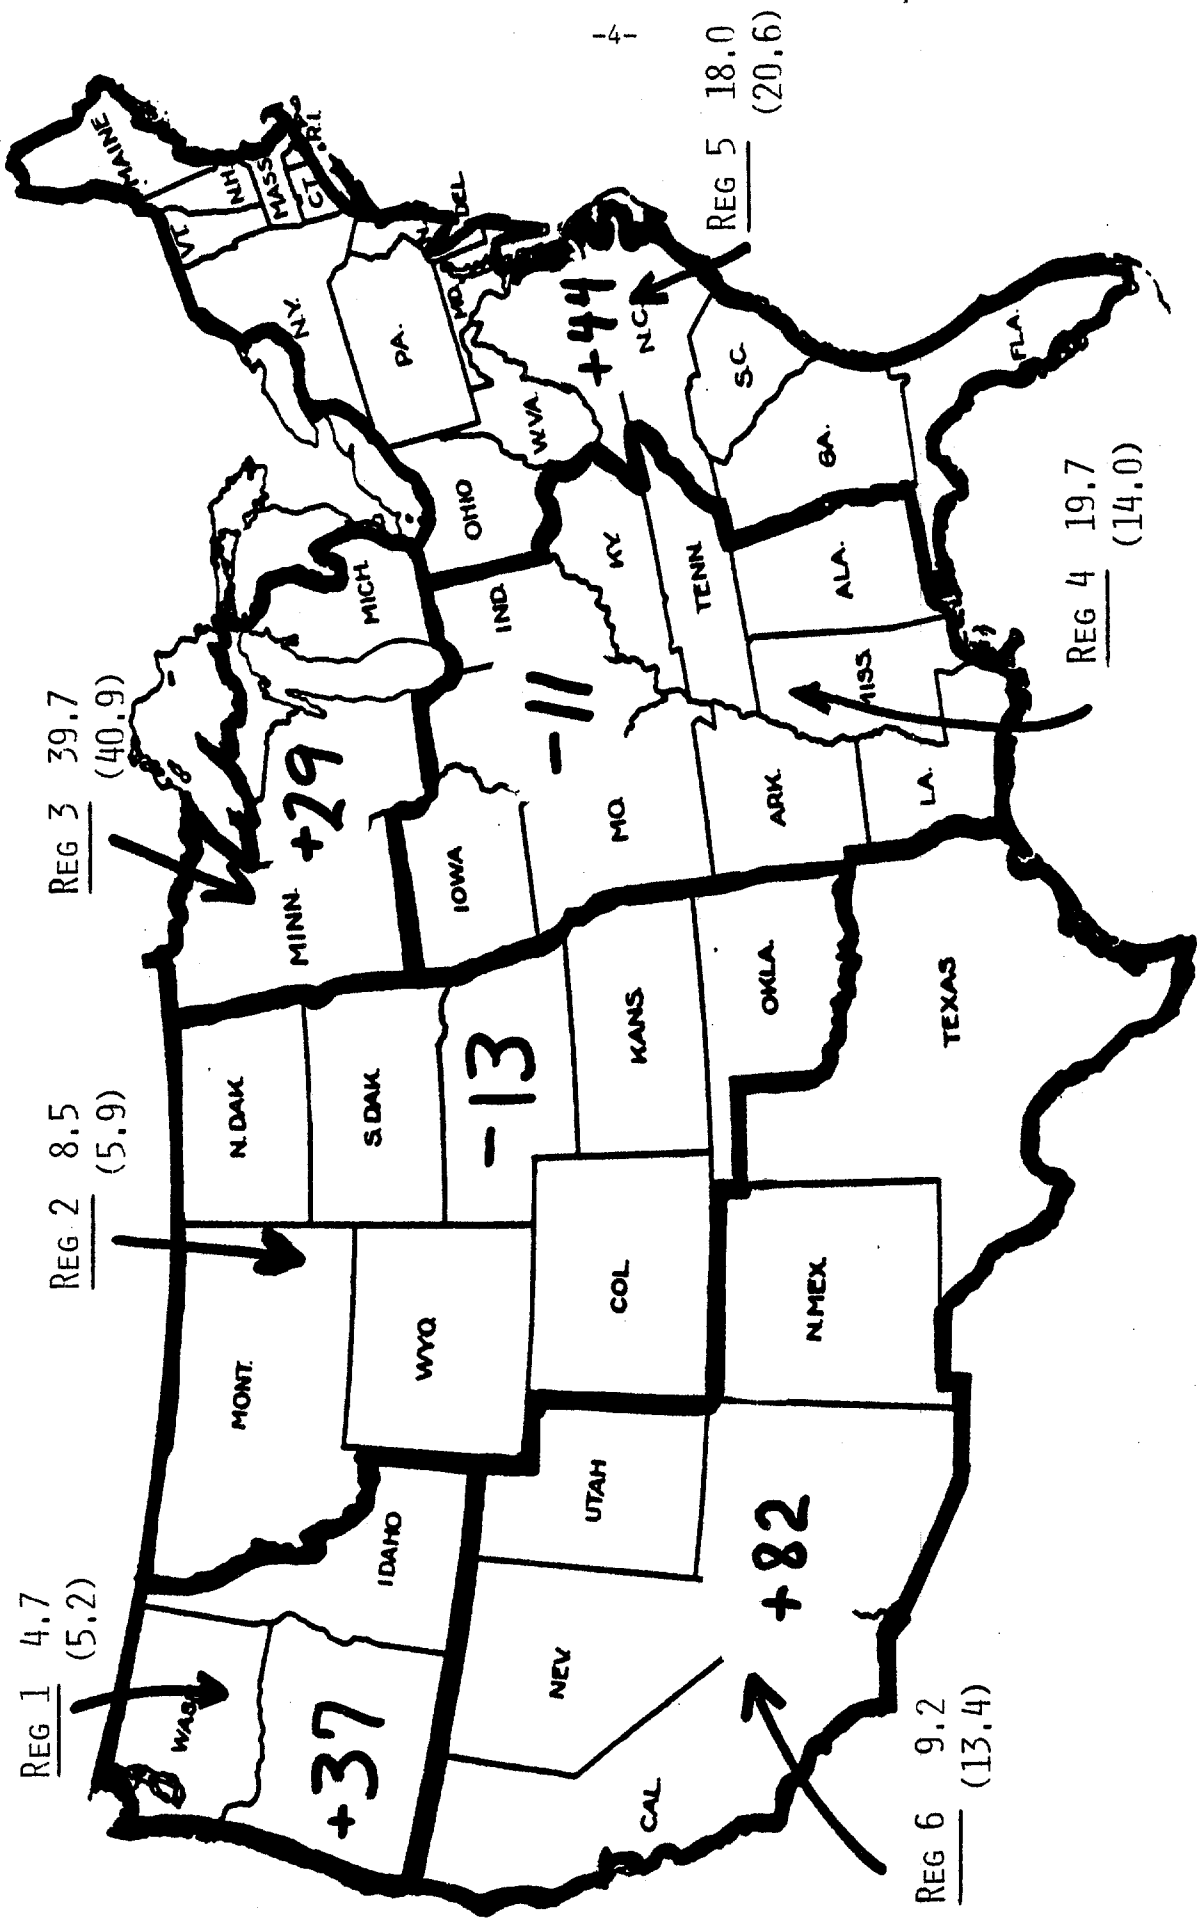 -4-
REG 1 4.7
(5.2)
REG 2 8.5
(5.9)
REG 3 39.7
(40.9)
REG 4 19.7
(14.0)
REG 5 18.0
(20.6)
REG 6 9.2
(13.4)
WASH
+37
IDAHO
MONT.
WYO.
N. DAK.
S. DAK.
-13
KANS.
COL.
OKLA.
MINN.
+29
MICH.
IOWA
-11
MO.
ARK.
LA.
MISS.
ALA.
TENN.
KY.
IND.
OHIO
W.VA.
PA.
N.Y.
VT.
N.H.
MAINE
MASS
CT.
R.I.
DEL.
MD.
+44
N.C.
S.C.
GA.
FLA.
TEXAS
N. MEX.
UTAH
NEV.
CAL.
+82